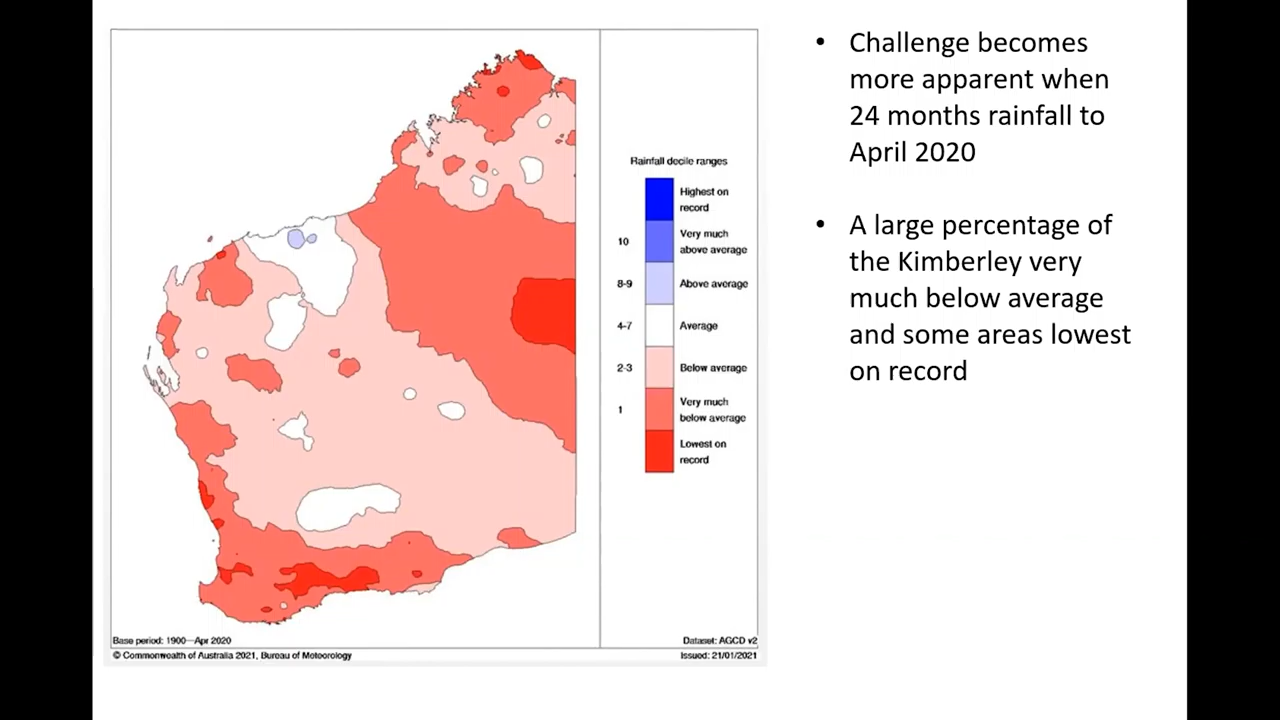 Rainfall decile ranges
Highest on
record
10
Very much
above average
8-9
Above average
4-7
Average
2-3
Below average
1
Very much
below average
Lowest on
record
Base period: 1900—Apr 2020
Dataset: AGCD v2
© Commonwealth of Australia 2021, Bureau of Meteorology
Issued: 21/01/2021
• Challenge becomes
more apparent when
24 months rainfall to
April 2020
• A large percentage of
the Kimberley very
much below average
and some areas lowest
on record